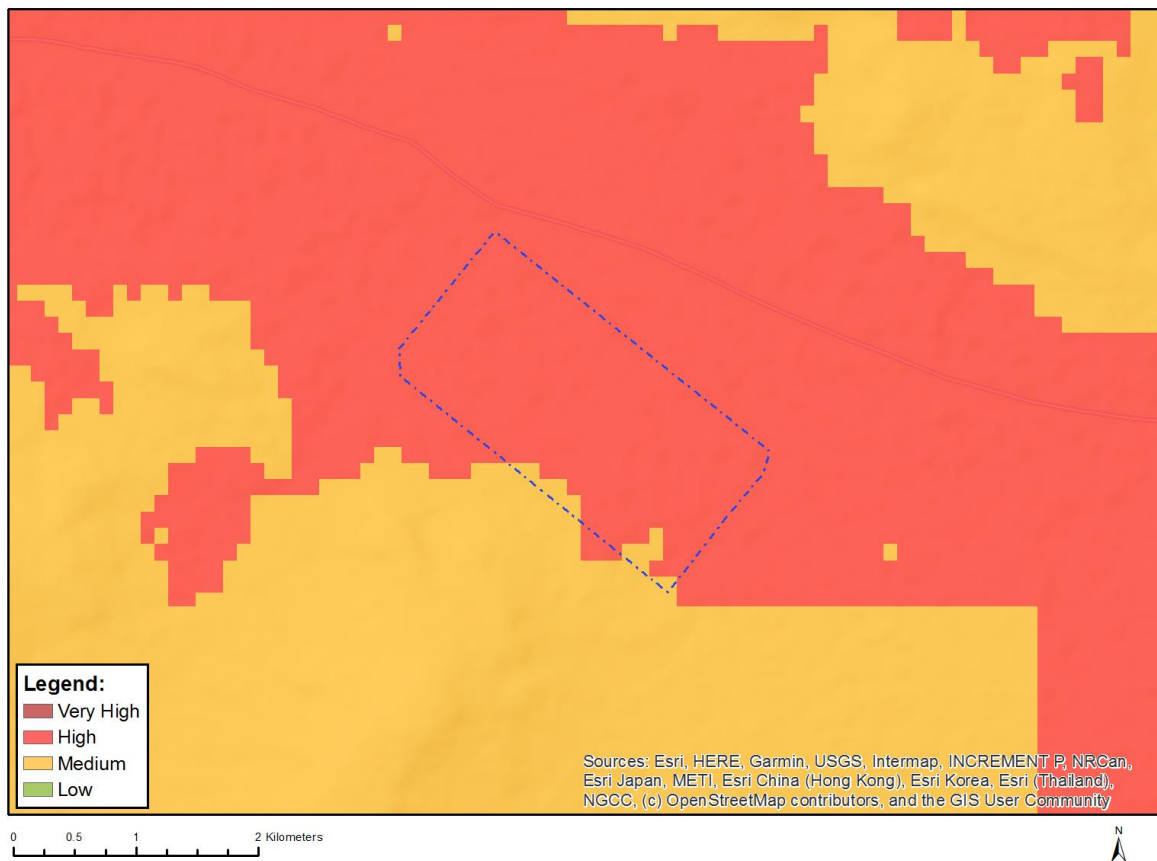 Legend:
Very High
High
Medium
Low
Sources: Esri, HERE, Garmin, USGS, Intermap, INCREMENT P, NRCan,
Esri Japan, METI, Esri China (Hong Kong), Esri Korea, Esri (Thailand),
NGCC, (c) OpenStreetMap contributors, and the GIS User Community
0 0.5 1 2 Kilometers
N